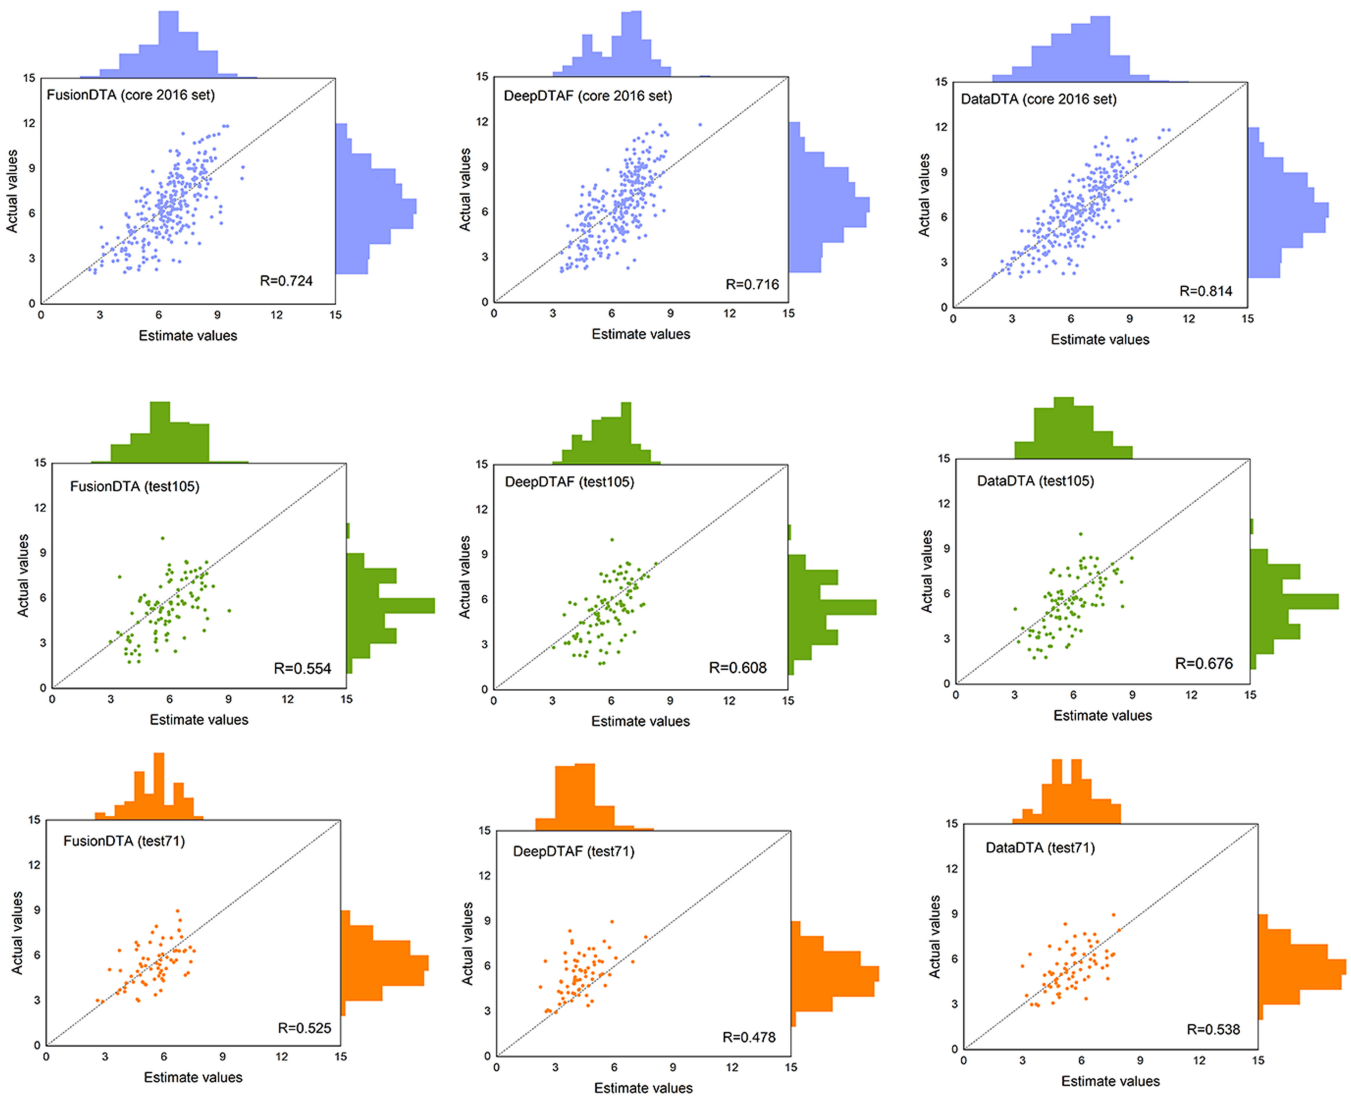 FusionDTA (core 2016 set)
15
12
9
6
3
0
Actual values
R=0.724
0 3 6 9 12 15
Estimate values
DeepDTAF (core 2016 set)
15
12
9
6
3
0
Actual values
R=0.716
0 3 6 9 12 15
Estimate values
DataDTA (core 2016 set)
15
12
9
6
3
0
Actual values
R=0.814
0 3 6 9 12 15
Estimate values
FusionDTA (test105)
15
12
9
6
3
0
Actual values
R=0.554
0 3 6 9 12 15
Estimate values
DeepDTAF (test105)
15
12
9
6
3
0
Actual values
R=0.608
0 3 6 9 12 15
Estimate values
DataDTA (test105)
15
12
9
6
3
0
Actual values
R=0.676
0 3 6 9 12 15
Estimate values
FusionDTA (test71)
15
12
9
6
3
0
Actual values
R=0.525
0 3 6 9 12 15
Estimate values
DeepDTAF (test71)
15
12
9
6
3
0
Actual values
R=0.478
0 3 6 9 12 15
Estimate values
DataDTA (test71)
15
12
9
6
3
0
Actual values
R=0.538
0 3 6 9 12 15
Estimate values